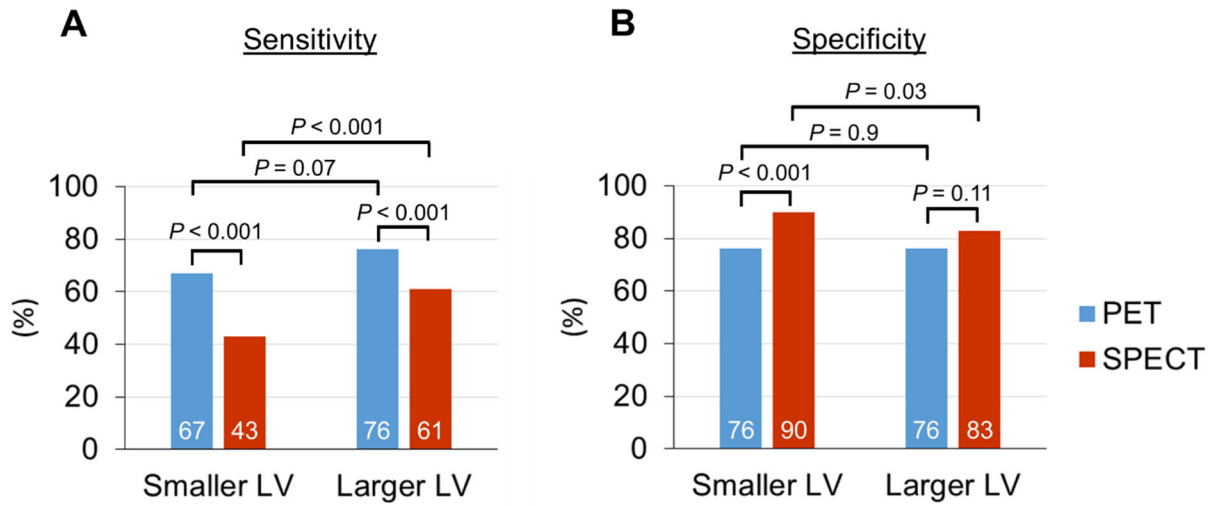 A
Sensitivity
P < 0.001
P = 0.07
P < 0.001
P < 0.001
100
80
60
40
20
0
(%)
67
43
76
61
Smaller LV
Larger LV
B
Specificity
P = 0.03
P = 0.9
P < 0.001
P = 0.11
100
80
60
40
20
0
(%)
76
90
76
83
Smaller LV
Larger LV
PET
SPECT